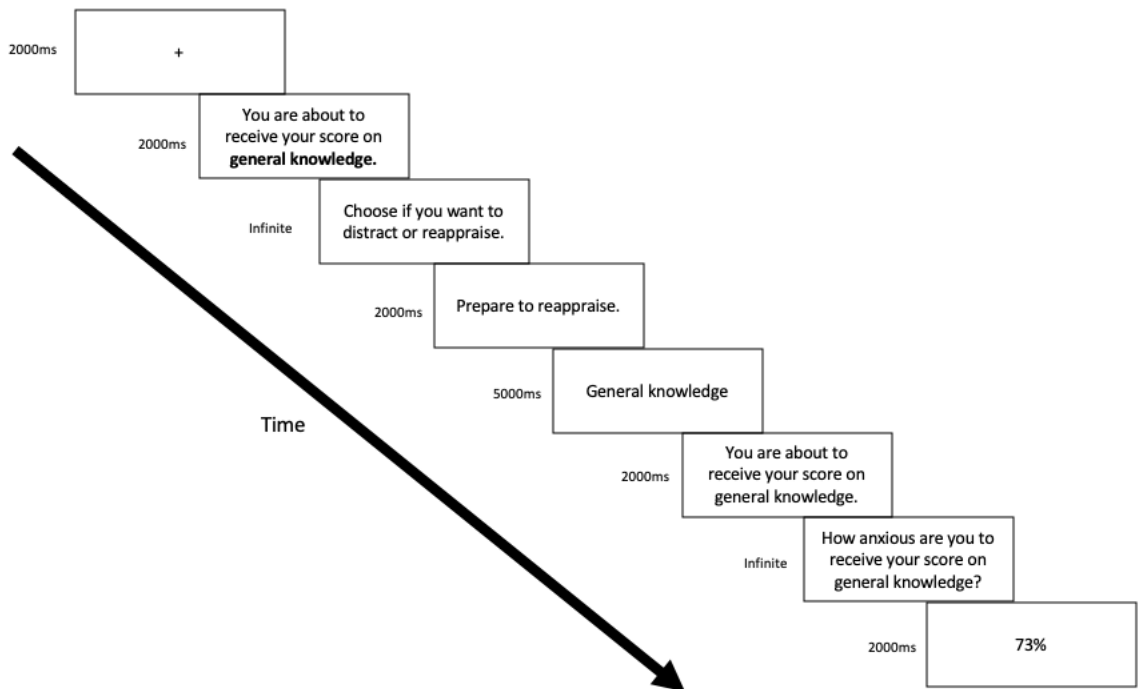 2000ms
+
2000ms
You are about to
receive your score on
general knowledge.
Infinite
Choose if you want to
distract or reappraise.
2000ms
Prepare to reappraise.
5000ms
General knowledge
Time
2000ms
You are about to
receive your score on
general knowledge.
Infinite
How anxious are you to
receive your score on
general knowledge?
2000ms
73%